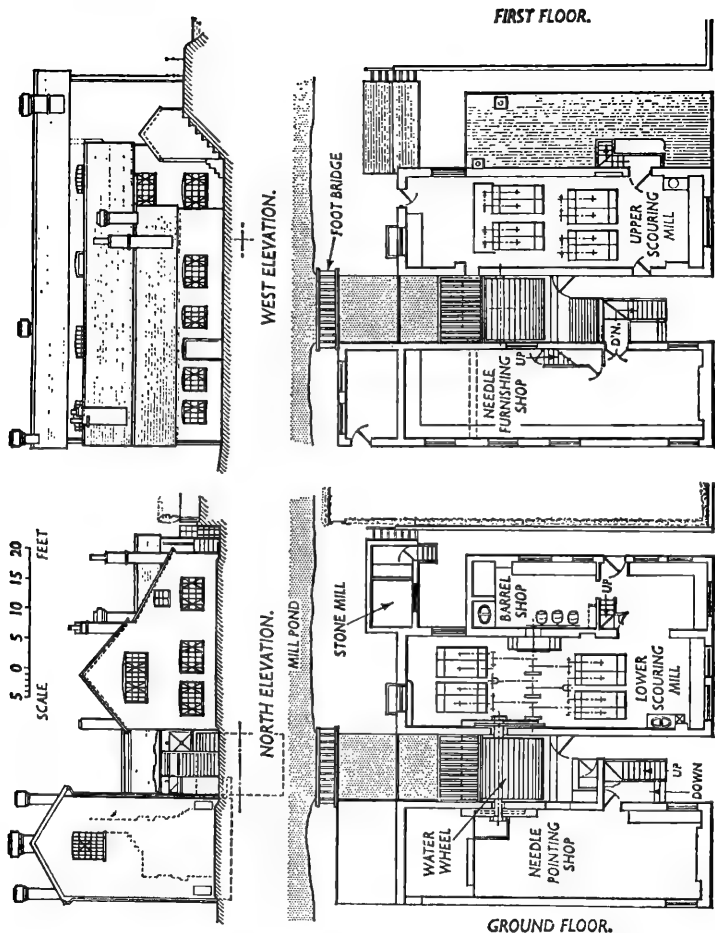 FIRST FLOOR.
WEST ELEVATION.
FOOT BRIDGE
UPPER
SCOURING
MILL
NEEDLE
FURNISHING
SHOP
UP
D'N.
SCALE
5 0 5 10 15 20
FEET
NORTH ELEVATION.
MILL POND
STONE MILL
BARREL
SHOP
UP
LOWER
SCOURING
MILL
WATER
WHEEL
NEEDLE
POINTING
SHOP
UP
DOWN
GROUND FLOOR.